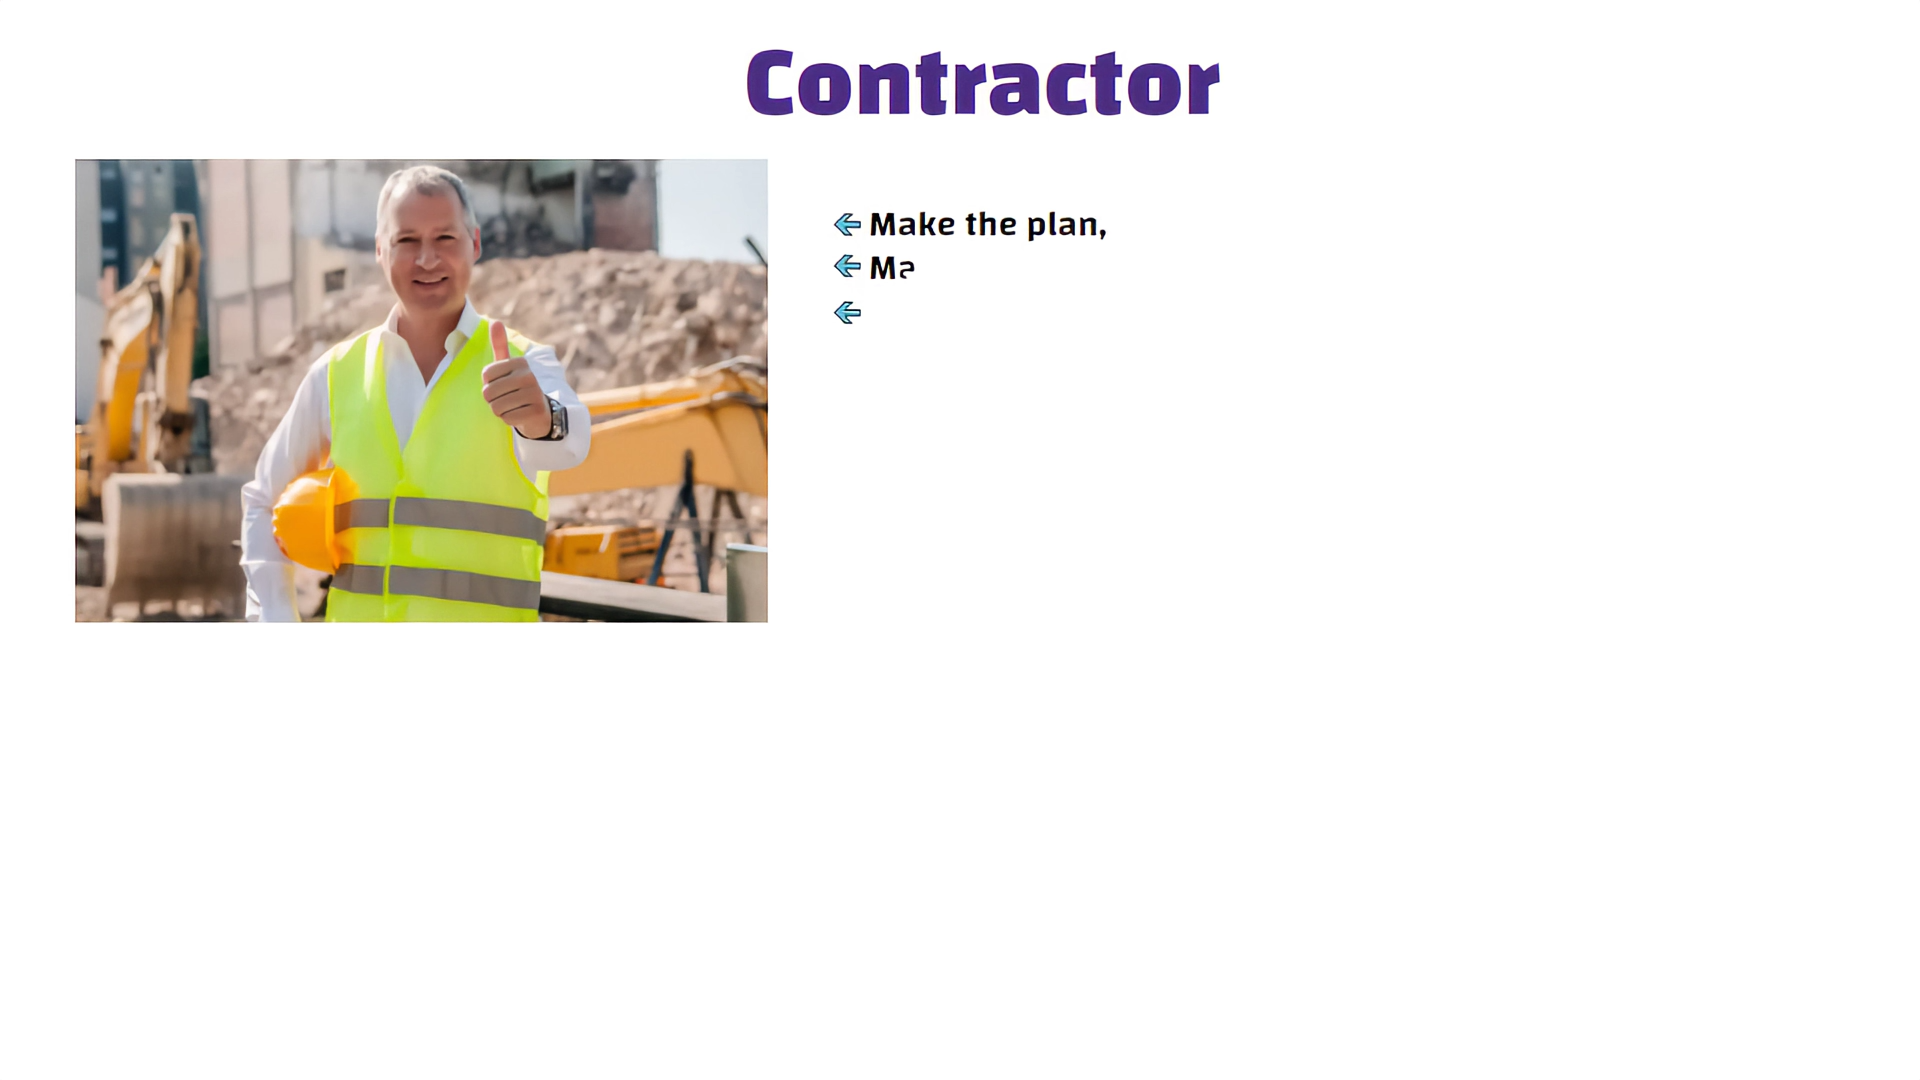 Contractor
Make the plan,